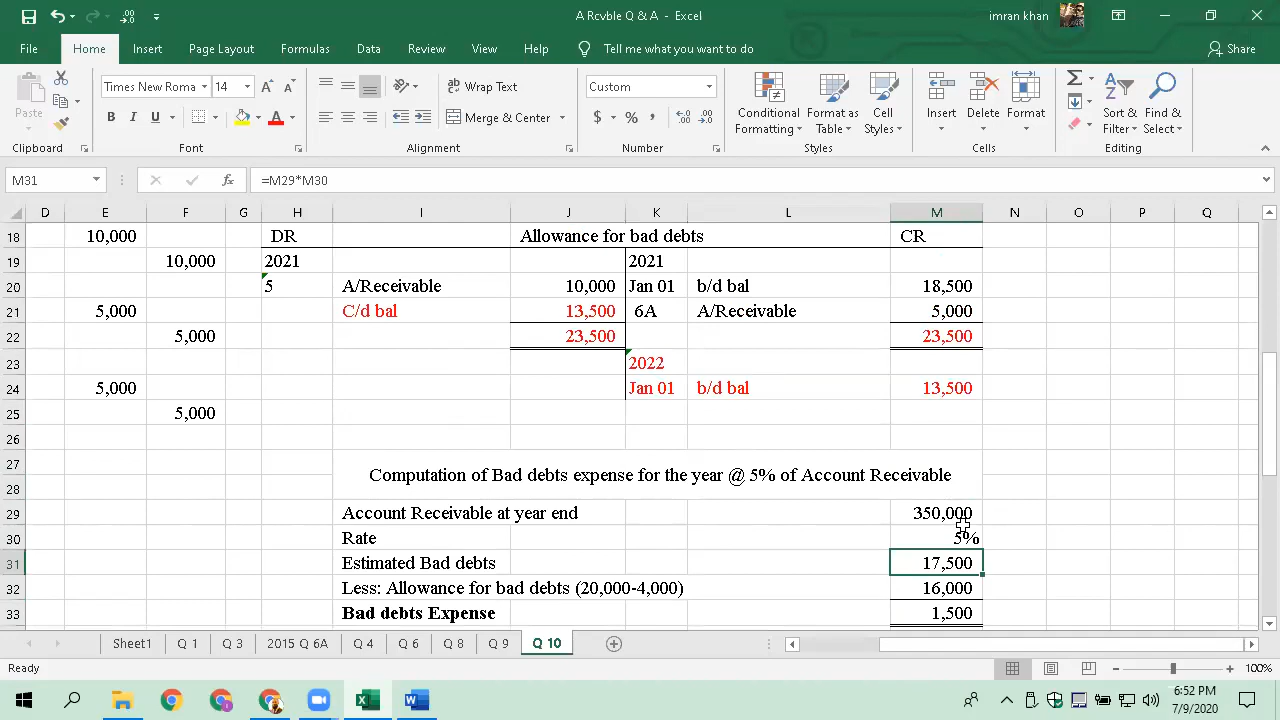 A Rcvble Q & A - Excel
imran khan
File Home Insert Page Layout Formulas Data Review View Help Tell me what you want to do Share
Paste
Times New Roma 14
B I U
Wrap Text
Merge & Center
Custom
$ % ,
Conditional Formatting
Format as Table
Cell Styles
Insert Delete Format
Sort & Filter
Find & Select
Clipboard Font Alignment Number Styles Cells Editing
M31 fx =M29*M30
D E F G H I J K L M N O P Q
18 10,000 DR Allowance for bad debts CR
19 10,000 2021 2021
20 5 A/Receivable 10,000 Jan 01 b/d bal 18,500
21 5,000 C/d bal 13,500 6A A/Receivable 5,000
22 5,000 23,500 23,500
23 2022
24 5,000 Jan 01 b/d bal 13,500
25 5,000
26
27
Computation of Bad debts expense for the year @ 5% of Account Receivable
28
29 Account Receivable at year end 350,000
30 Rate 5%
31 Estimated Bad debts 17,500
32 Less: Allowance for bad debts (20,000-4,000) 16,000
33 Bad debts Expense 1,500
Sheet1 Q 1 Q 3 2015 Q 6A Q 4 Q 6 Q 8 Q 9 Q 10
Ready 100%
6:52 PM
7/9/2020